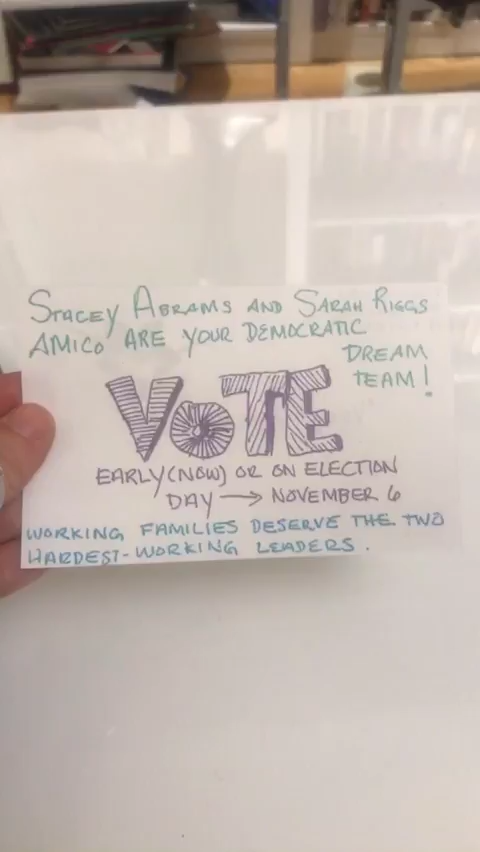 STACEY ABRAMS AND SARAH RIGGS
AMICO ARE YOUR DEMOCRATIC
DREAM
TEAM!
VOTE
EARLY (NOW) OR ON ELECTION
DAY → NOVEMBER 6
WORKING FAMILIES DESERVE THE TWO
HARDEST-WORKING LEADERS.